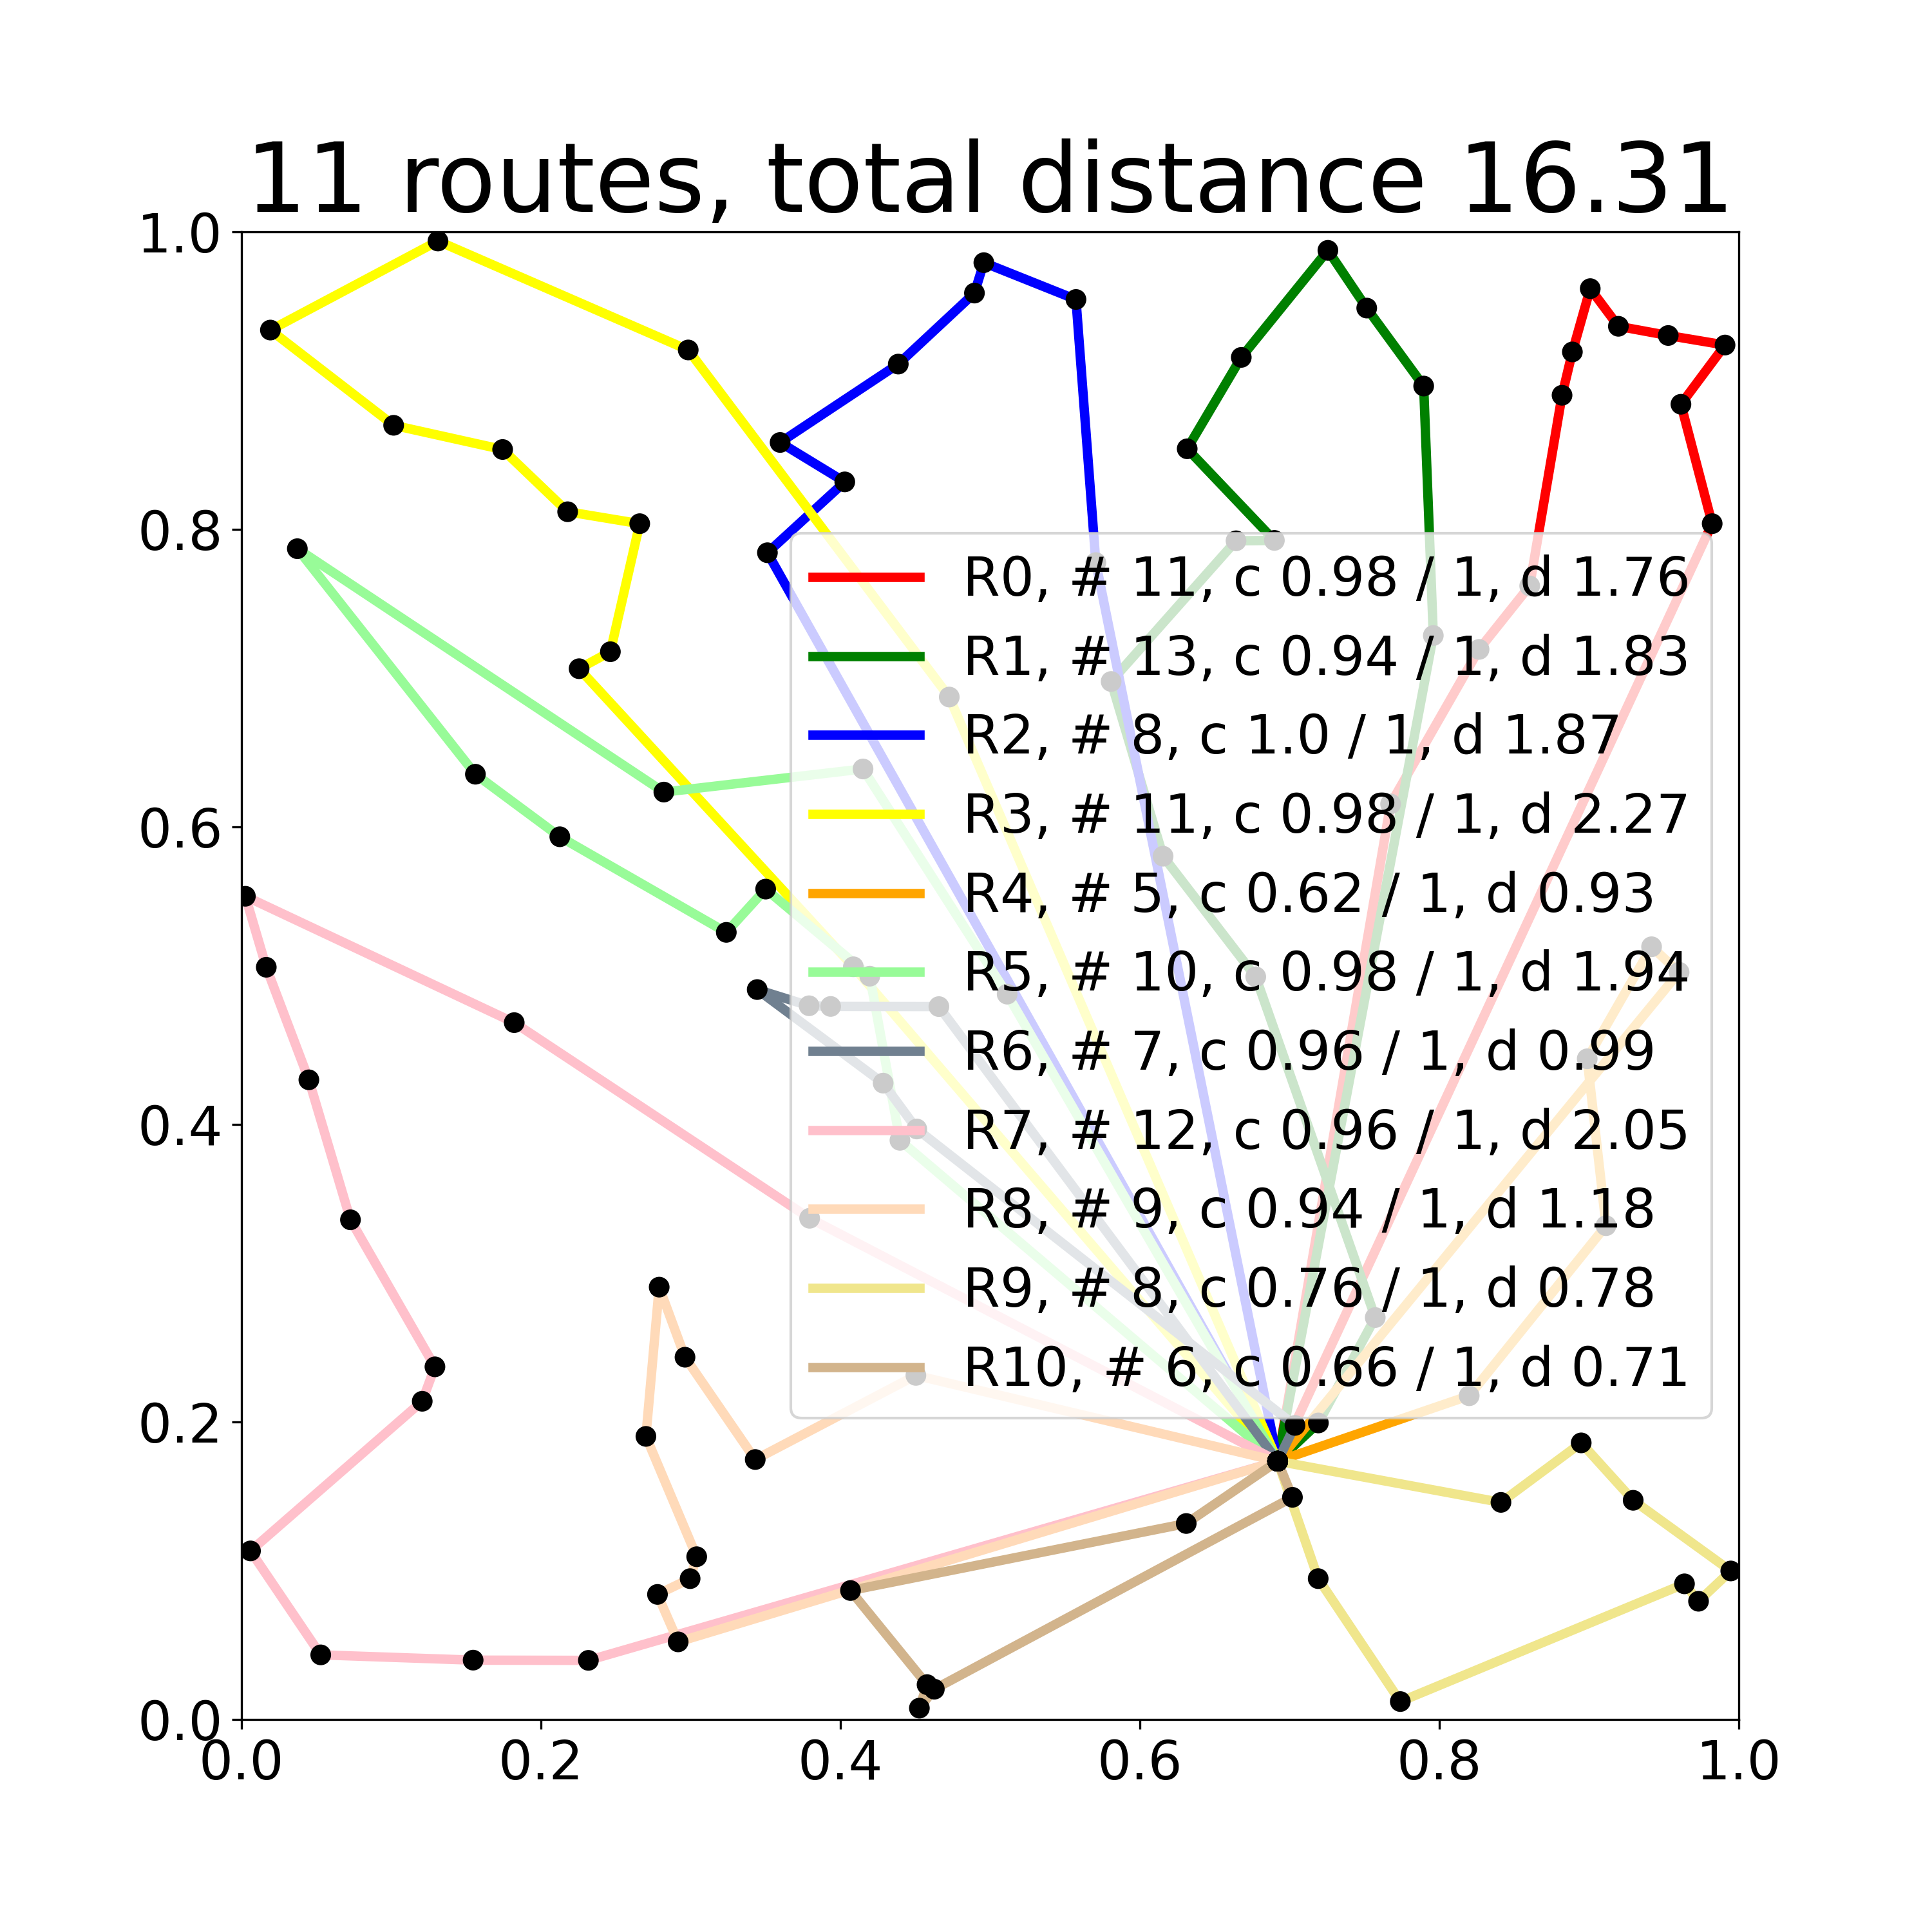 11 routes, total distance 16.31
1.0
0.8
0.6
0.4
0.2
0.0
0.0 0.2 0.4 0.6 0.8 1.0
R0, # 11, c 0.98 / 1, d 1.76
R1, # 13, c 0.94 / 1, d 1.83
R2, # 8, c 1.0 / 1, d 1.87
R3, # 11, c 0.98 / 1, d 2.27
R4, # 5, c 0.62 / 1, d 0.93
R5, # 10, c 0.98 / 1, d 1.94
R6, # 7, c 0.96 / 1, d 0.99
R7, # 12, c 0.96 / 1, d 2.05
R8, # 9, c 0.94 / 1, d 1.18
R9, # 8, c 0.76 / 1, d 0.78
R10, # 6, c 0.66 / 1, d 0.71